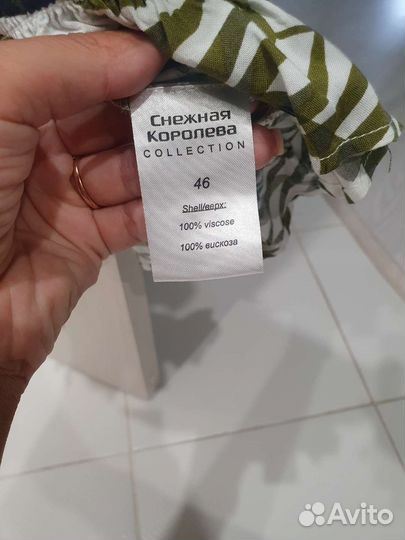 Снежная
Королева
COLLECTION
46
Shell/верх:
100% viscose
100% вискоза
Avito